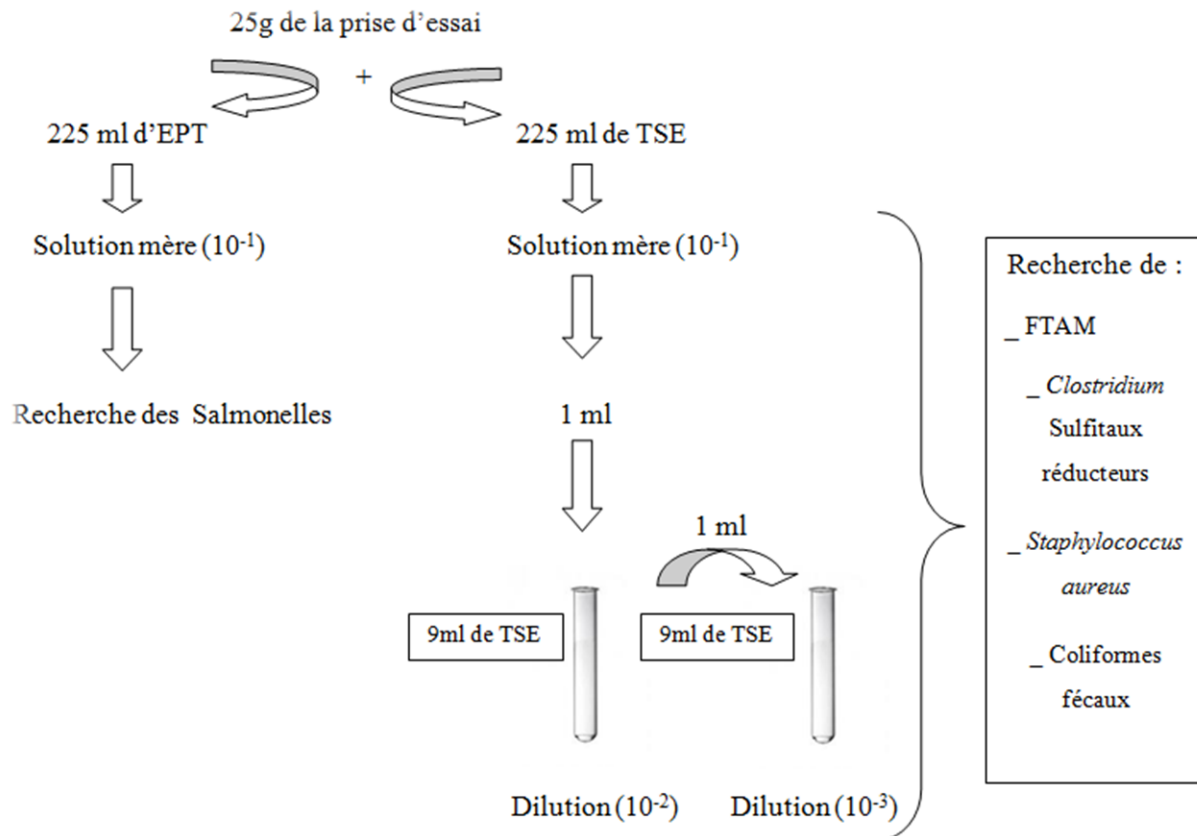 25g de la prise d’essai
+
225 ml d’EPT
225 ml de TSE
Solution mère (10⁻¹)
Solution mère (10⁻¹)
Recherche des Salmonelles
1 ml
1 ml
9ml de TSE
9ml de TSE
Dilution (10⁻²)
Dilution (10⁻³)
Recherche de :
_ FTAM
_ Clostridium
Sulfitaux
réducteurs
_ Staphylococcus
aureus
_ Coliformes
fécaux